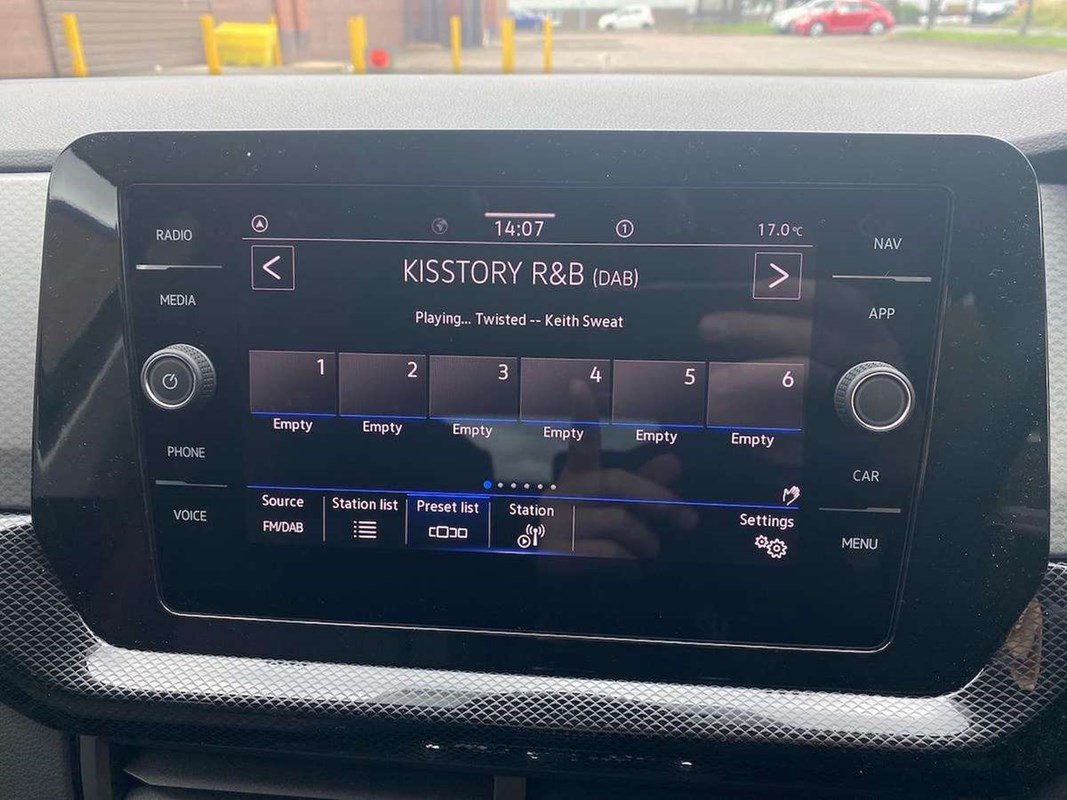 RADIO
MEDIA
PHONE
VOICE
14:07
1
17.0°C
< KISSTORY R&B (DAB) >
Playing... Twisted -- Keith Sweat
1 2 3 4 5 6
Empty Empty Empty Empty Empty Empty
Source Station list Preset list Station Settings
FM/DAB
NAV
APP
CAR
MENU